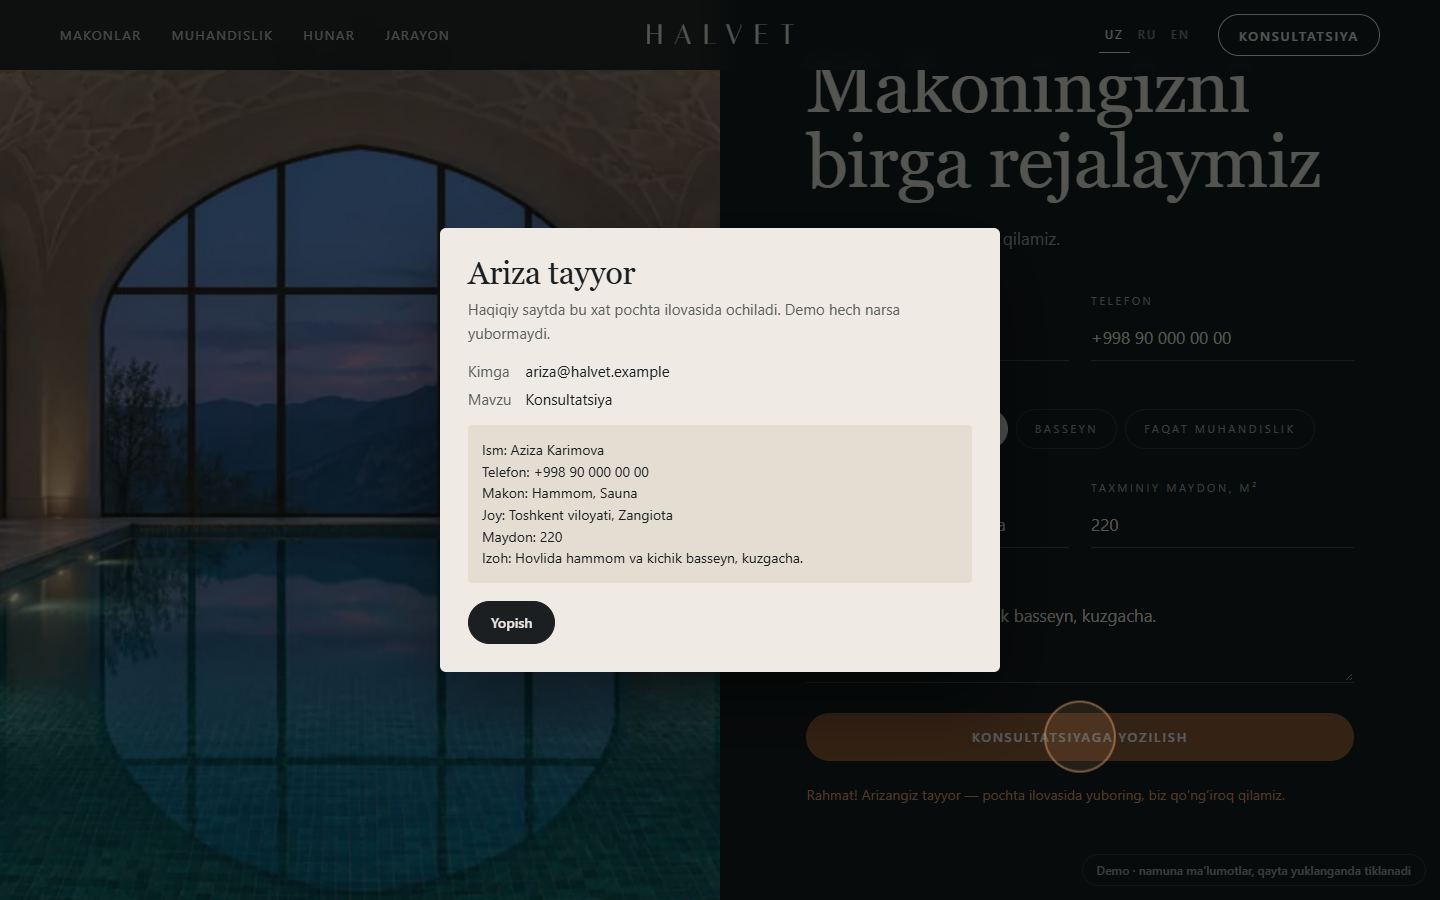 MAKONLAR MUHANDISLIK HUNAR JARAYON
HALVET
UZ RU EN
KONSULTATSIYA
Makoningizni
birga rejalaymiz
qilamiz.
TELEFON
+998 90 000 00 00
BASSEYN
FAQAT MUHANDISLIK
TAXMINIY MAYDON, M²
220
basseyn, kuzgacha.
KONSULTATSIYAGA YOZILISH
Rahmat! Arizangiz tayyor — pochta ilovasida yuboring, biz qo'ng'iroq qilamiz.
Demo · namuna ma'lumotlar, qayta yuklanganda tiklanadi
Ariza tayyor
Haqiqiy saytda bu xat pochta ilovasida ochiladi. Demo hech narsa
yubormaydi.
Kimga ariza@halvet.example
Mavzu Konsultatsiya
Ism: Aziza Karimova
Telefon: +998 90 000 00 00
Makon: Hammom, Sauna
Joy: Toshkent viloyati, Zangiota
Maydon: 220
Izoh: Hovlida hammom va kichik basseyn, kuzgacha.
Yopish